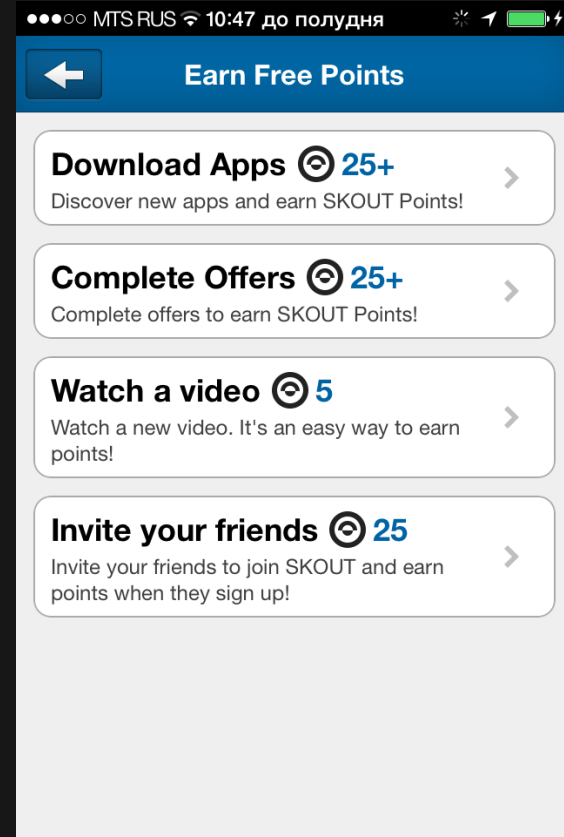 MTS RUS 10:47 до полудня
Earn Free Points
Download Apps 25+
Discover new apps and earn SKOUT Points!
Complete Offers 25+
Complete offers to earn SKOUT Points!
Watch a video 5
Watch a new video. It's an easy way to earn
points!
Invite your friends 25
Invite your friends to join SKOUT and earn
points when they sign up!